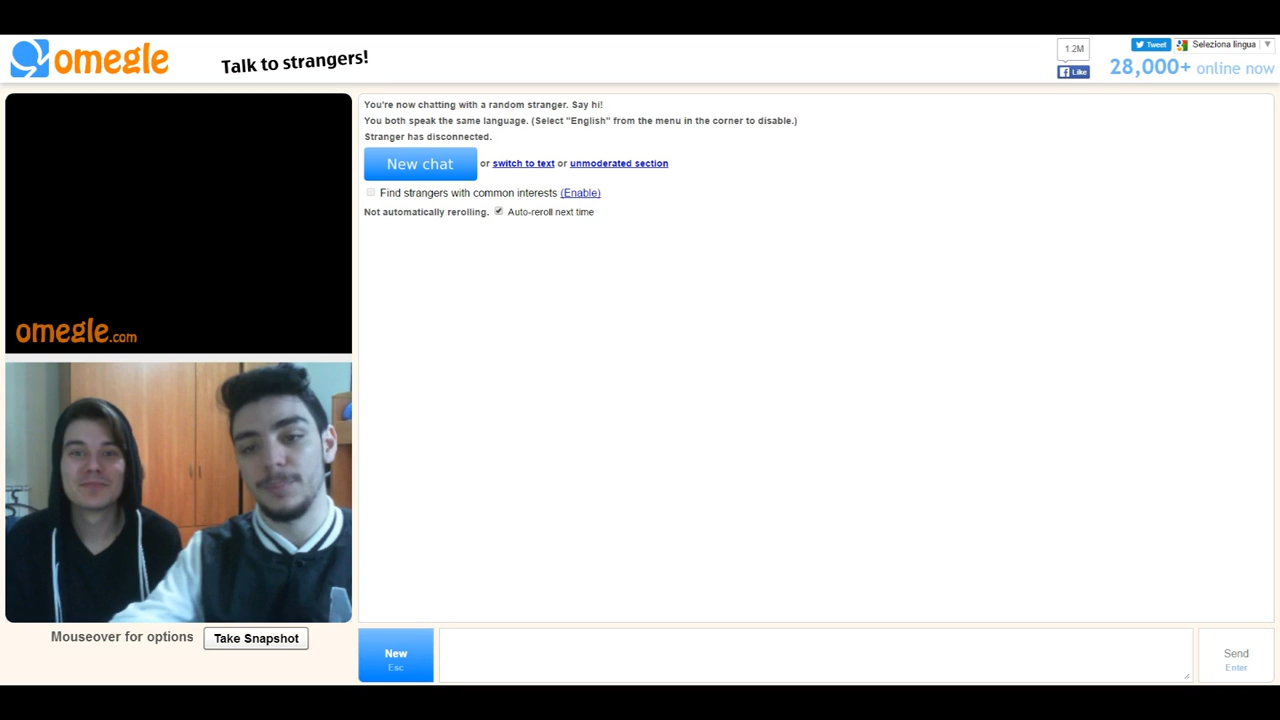 omegle
Talk to strangers!
1.2M
Like
Tweet
Seleziona lingua ▼
28,000+ online now
You're now chatting with a random stranger. Say hi!
You both speak the same language. (Select "English" from the menu in the corner to disable.)
Stranger has disconnected.
New chat or switch to text or unmoderated section
Find strangers with common interests (Enable)
Not automatically rerolling. Auto-reroll next time
omegle.com
Mouseover for options
Take Snapshot
New
Esc
Send
Enter